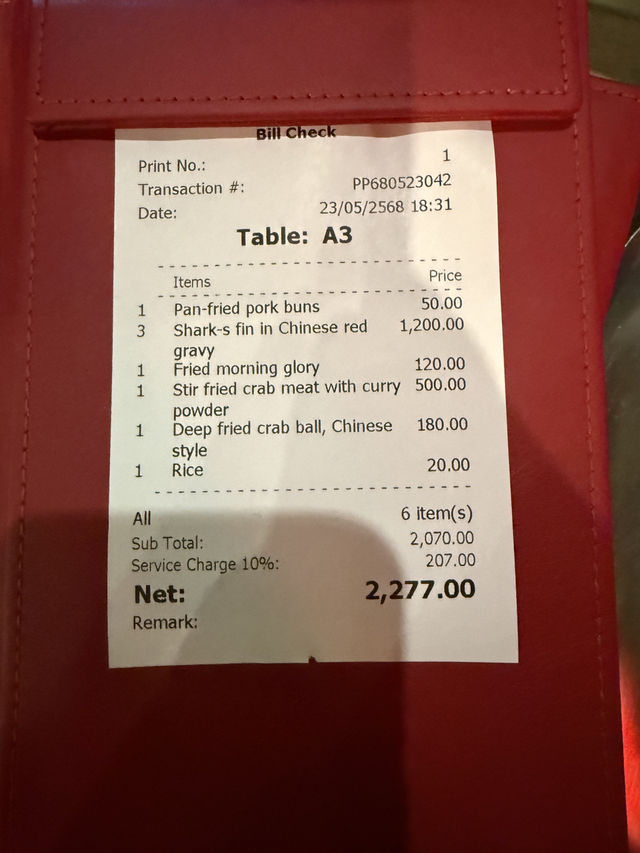 Bill Check
Print No.: 1
Transaction #: PP680523042
Date: 23/05/2568 18:31
Table: A3
Items Price
1 Pan-fried pork buns 50.00
3 Shark-s fin in Chinese red 1,200.00
gravy
1 Fried morning glory 120.00
1 Stir fried crab meat with curry 500.00
powder
1 Deep fried crab ball, Chinese 180.00
style
1 Rice 20.00
All 6 item(s)
Sub Total: 2,070.00
Service Charge 10%: 207.00
Net: 2,277.00
Remark: